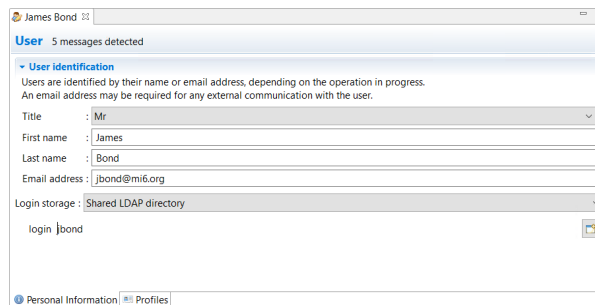 James Bond
User 5 messages detected
User identification
Users are identified by their name or email address, depending on the operation in progress.
An email address may be required for any external communication with the user.
Title : Mr
First name : James
Last name : Bond
Email address : jbond@mi6.org
Login storage : Shared LDAP directory
login jbond
Personal Information Profiles